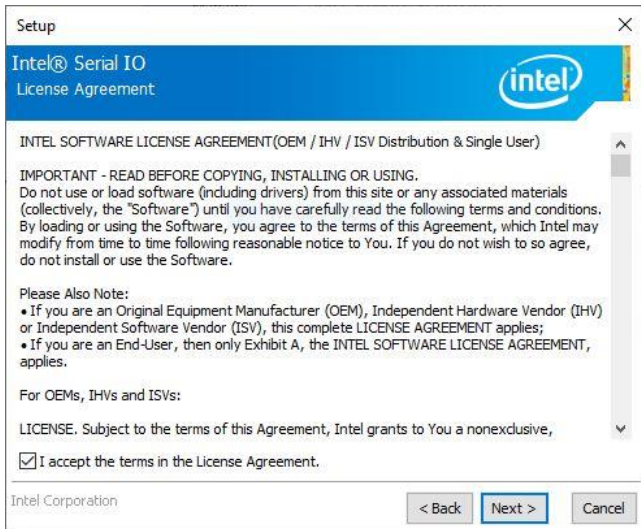 Setup
Intel® Serial IO
License Agreement
intel
INTEL SOFTWARE LICENSE AGREEMENT(OEM / IHV / ISV Distribution & Single User)
IMPORTANT - READ BEFORE COPYING, INSTALLING OR USING.
Do not use or load software (including drivers) from this site or any associated materials
(collectively, the "Software") until you have carefully read the following terms and conditions.
By loading or using the Software, you agree to the terms of this Agreement, which Intel may
modify from time to time following reasonable notice to You. If you do not wish to so agree,
do not install or use the Software.
Please Also Note:
• If you are an Original Equipment Manufacturer (OEM), Independent Hardware Vendor (IHV)
or Independent Software Vendor (ISV), this complete LICENSE AGREEMENT applies;
• If you are an End-User, then only Exhibit A, the INTEL SOFTWARE LICENSE AGREEMENT,
applies.
For OEMs, IHVs and ISVs:
LICENSE. Subject to the terms of this Agreement, Intel grants to You a nonexclusive,
I accept the terms in the License Agreement.
Intel Corporation
< Back
Next >
Cancel